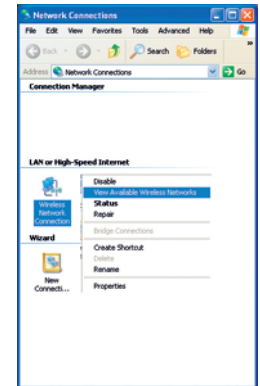 Network Connections
File Edit View Favorites Tools Advanced Help
Back Search Folders
Address Network Connections Go
Connection Manager
LAN or High-Speed Internet
Wireless Network Connection
Disable
View Available Wireless Networks
Status
Repair
Bridge Connections
Create Shortcut
Delete
Rename
Properties
Wizard
New Connecti...